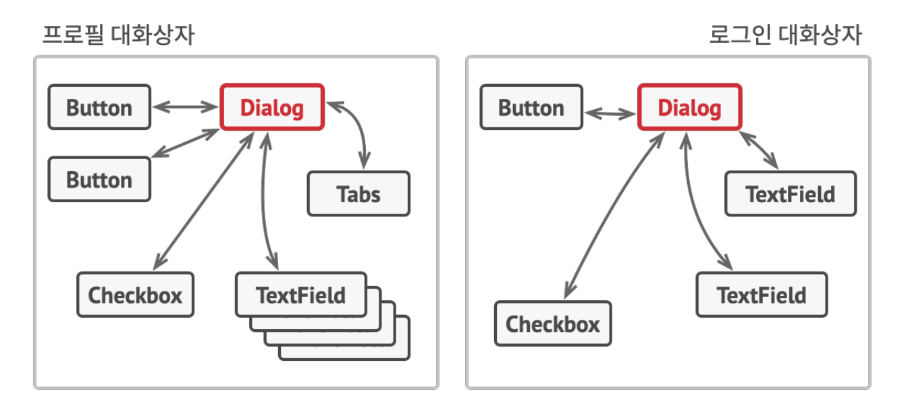 프로필 대화상자
로그인 대화상자
Button
Dialog
Button
Tabs
Checkbox
TextField
Button
Dialog
TextField
TextField
Checkbox